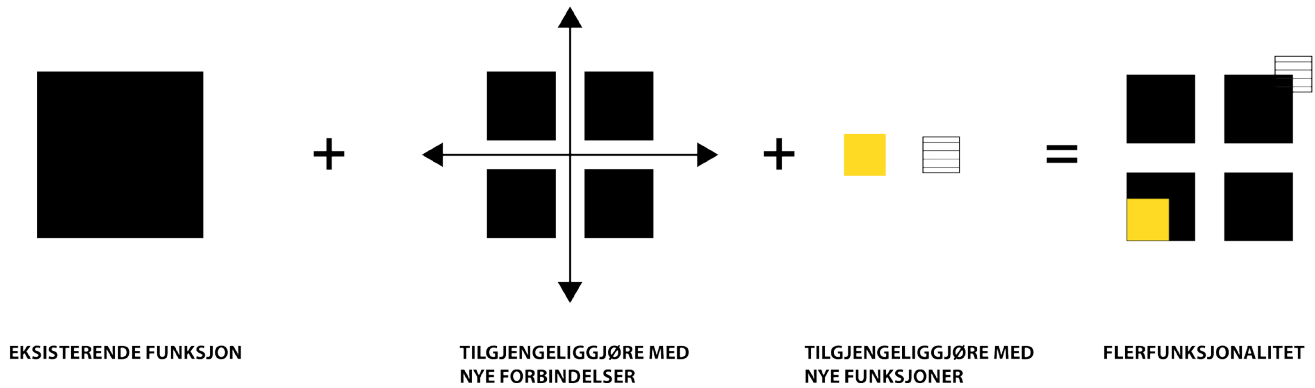 +
+
=
EKSISTERENDE FUNKSJON
TILGJENGELIGGJØRE MED
NYE FORBINDELSER
TILGJENGELIGGJØRE MED
NYE FUNKSJONER
FLERFUNKSJONALITET